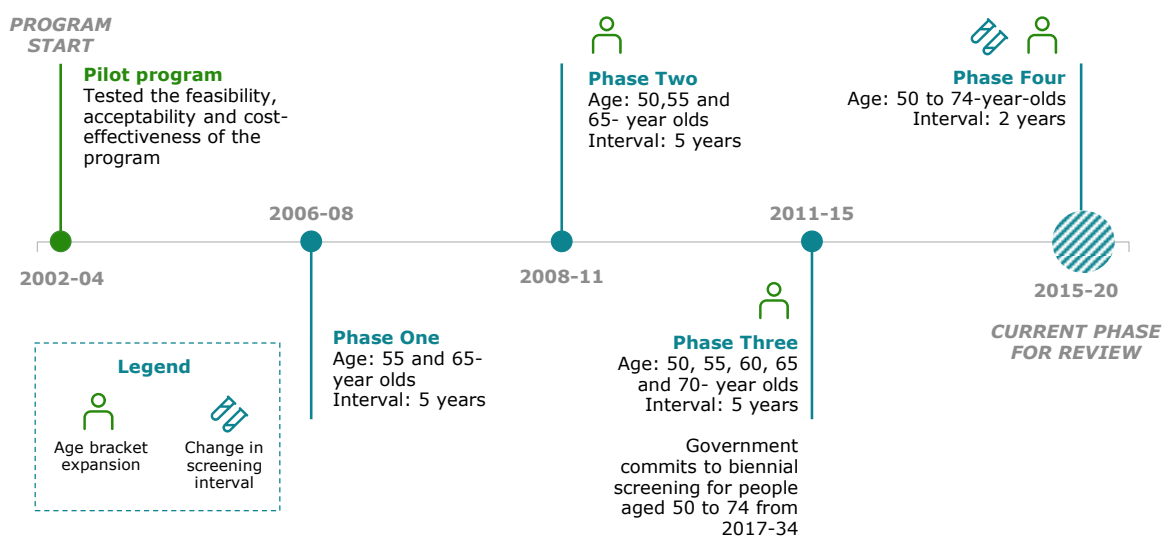 PROGRAM
START
Pilot program
Tested the feasibility,
acceptability and cost-
effectiveness of the
program
2002-04
2006-08
Phase One
Age: 55 and 65-
year olds
Interval: 5 years
Phase Two
Age: 50,55 and
65- year olds
Interval: 5 years
2008-11
2011-15
Phase Three
Age: 50, 55, 60, 65
and 70- year olds
Interval: 5 years
Government
commits to biennial
screening for people
aged 50 to 74 from
2017-34
Phase Four
Age: 50 to 74-year-olds
Interval: 2 years
2015-20
CURRENT PHASE
FOR REVIEW
Legend
Age bracket
expansion
Change in
screening
interval